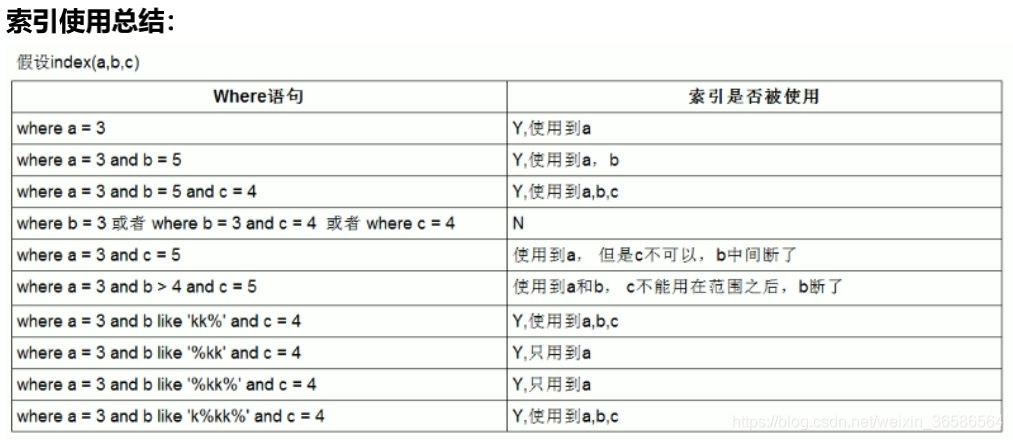 索引使用总结：
假设index(a,b,c)
Where语句 索引是否被使用
where a = 3 Y,使用到a
where a = 3 and b = 5 Y,使用到a，b
where a = 3 and b = 5 and c = 4 Y,使用到a,b,c
where b = 3 或者 where b = 3 and c = 4 或者 where c = 4 N
where a = 3 and c = 5 使用到a， 但是c不可以，b中间断了
where a = 3 and b > 4 and c = 5 使用到a和b， c不能用在范围之后，b断了
where a = 3 and b like 'kk%' and c = 4 Y,使用到a,b,c
where a = 3 and b like '%kk' and c = 4 Y,只用到a
where a = 3 and b like '%kk%' and c = 4 Y,只用到a
where a = 3 and b like 'k%kk%' and c = 4 Y,使用到a,b,c
https://blog.csdn.net/weixin_36586564